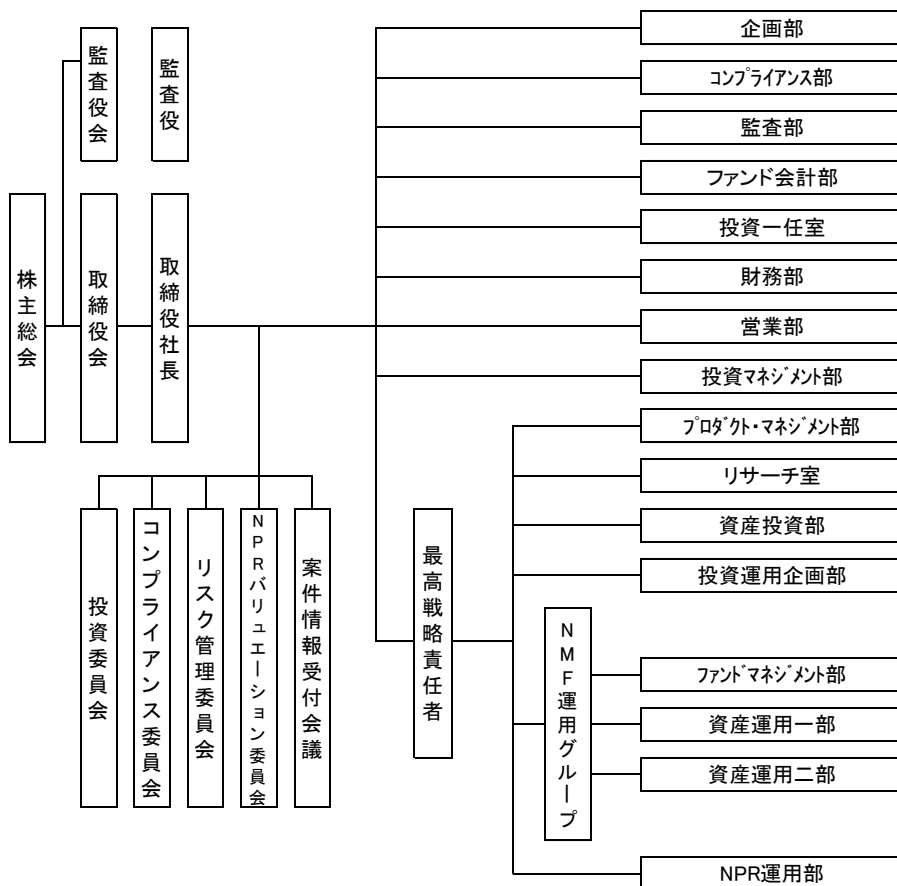 監査役会
監査役
株主総会
取締役会
取締役社長
企画部
コンプライアンス部
監査部
ファンド会計部
投資一任室
財務部
営業部
投資マネジメント部
投資委員会
コンプライアンス委員会
リスク管理委員会
NPRバリュエーション委員会
案件情報受付会議
最高戦略責任者
プロダクト・マネジメント部
リサーチ室
資産投資部
投資運用企画部
NMF運用グループ
ファンドマネジメント部
資産運用一部
資産運用二部
NPR運用部